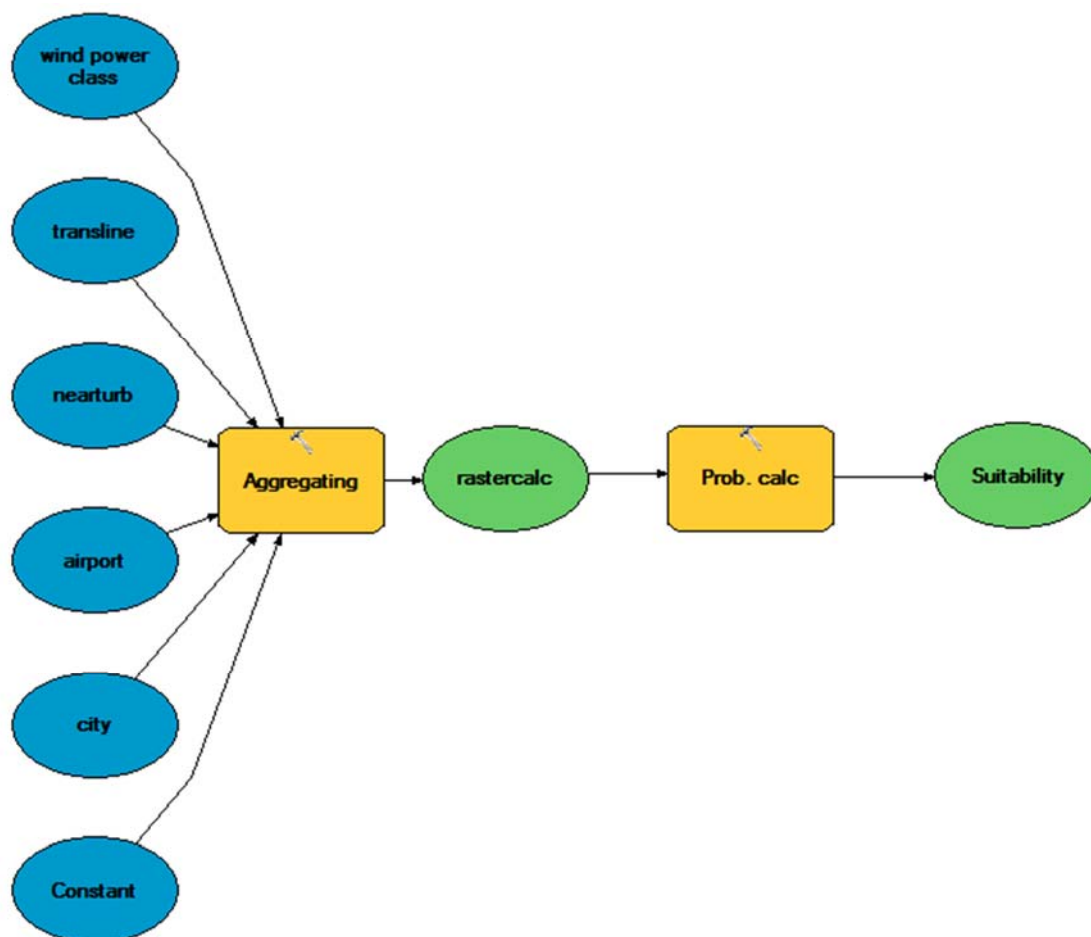 wind power
class
transline
nearturb
airport
city
Constant
Aggregating
rastercalc
Prob. calc
Suitability